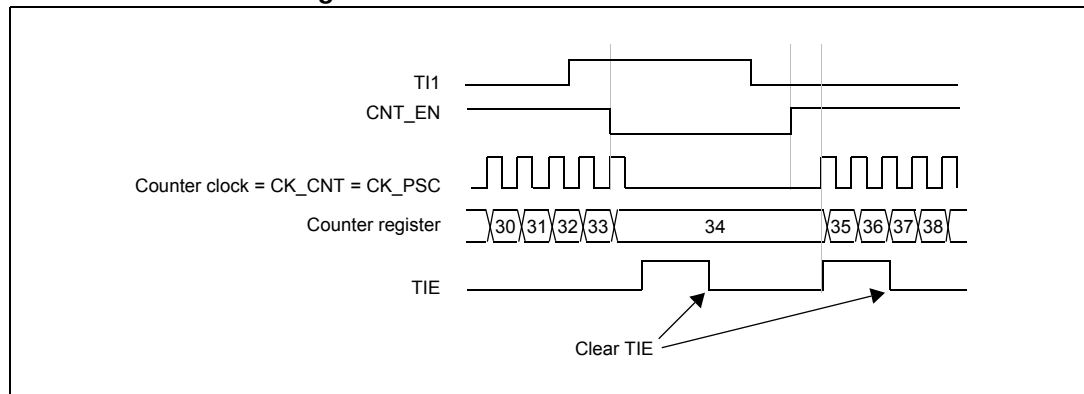 TI1
CNT_EN
Counter clock = CK_CNT = CK_PSC
Counter register 30 31 32 33 34 35 36 37 38
TIE
Clear TIE